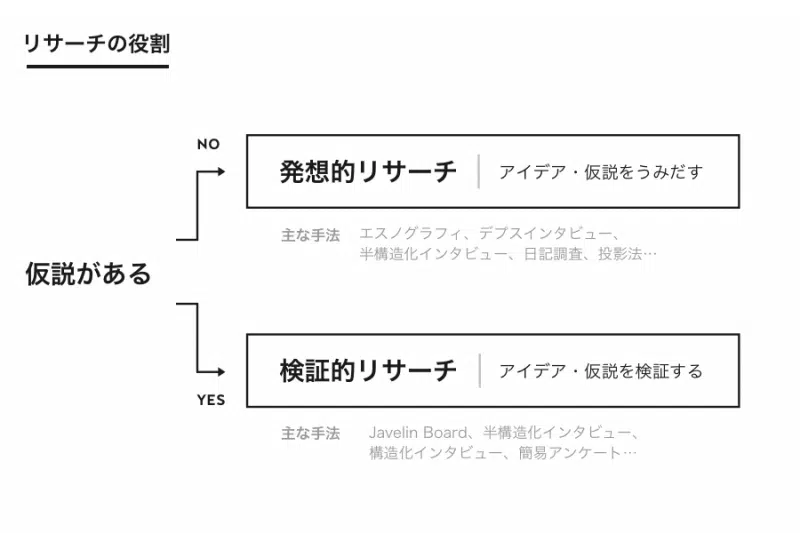 リサーチの役割
NO
発想的リサーチ アイデア・仮説をうみだす
主な手法 エスノグラフィ、デプスインタビュー、
半構造化インタビュー、日記調査、投影法…
仮説がある
検証的リサーチ アイデア・仮説を検証する
YES
主な手法 Javelin Board、半構造化インタビュー、
構造化インタビュー、簡易アンケート…